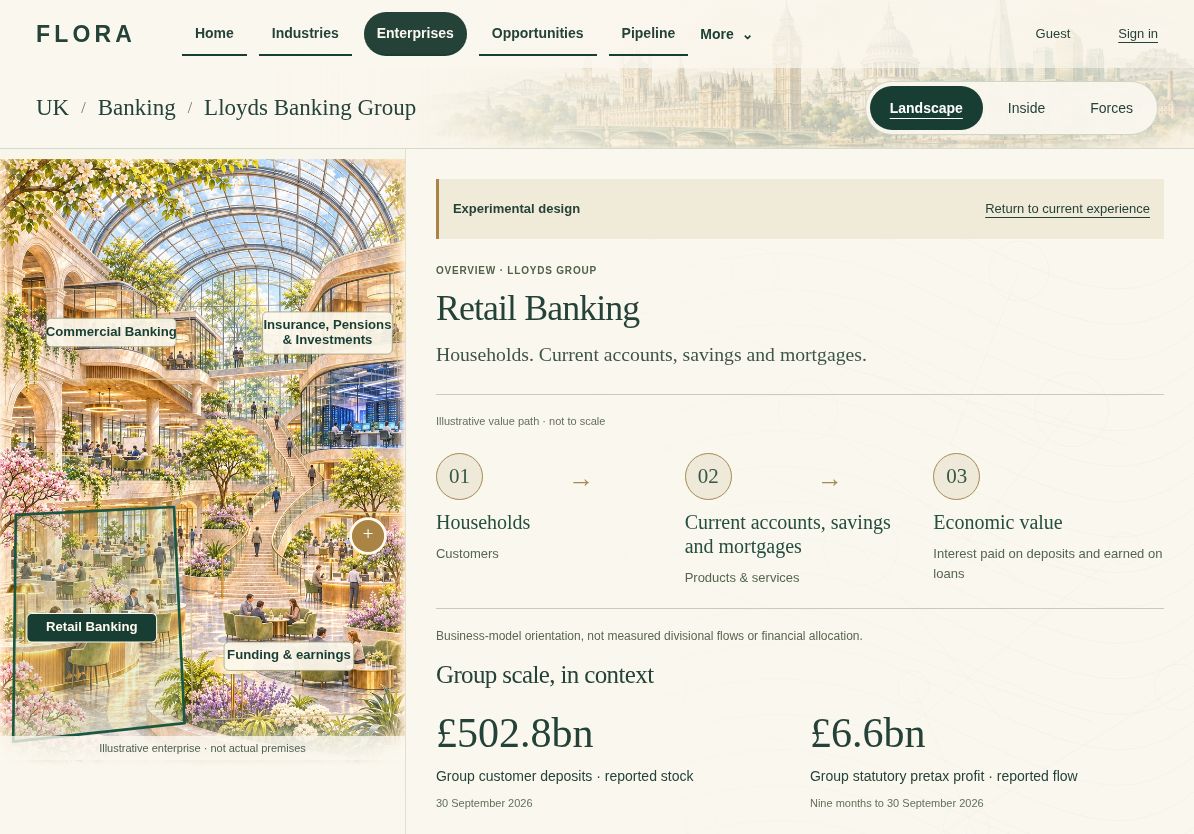 FLORA
Home
Industries
Enterprises
Opportunities
Pipeline
More
Guest
Sign in
UK / Banking / Lloyds Banking Group
Landscape
Inside
Forces
Commercial Banking
Insurance, Pensions
& Investments
+
Retail Banking
Funding & earnings
Illustrative enterprise · not actual premises
Experimental design
Return to current experience
OVERVIEW · LLOYDS GROUP
Retail Banking
Households. Current accounts, savings and mortgages.
Illustrative value path · not to scale
01 → 02 → 03
Households
Customers
Current accounts, savings
and mortgages
Products & services
Economic value
Interest paid on deposits and earned on
loans
Business-model orientation, not measured divisional flows or financial allocation.
Group scale, in context
£502.8bn
Group customer deposits · reported stock
30 September 2026
£6.6bn
Group statutory pretax profit · reported flow
Nine months to 30 September 2026